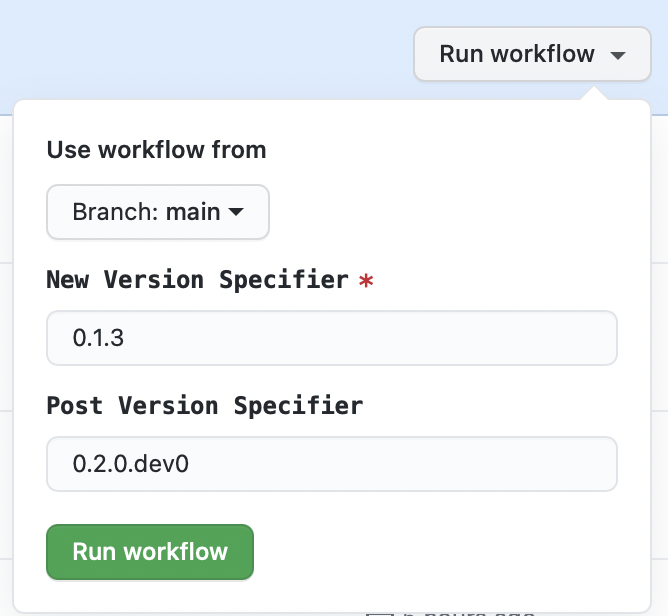 Run workflow
Use workflow from
Branch: main
New Version Specifier *
0.1.3
Post Version Specifier
0.2.0.dev0
Run workflow